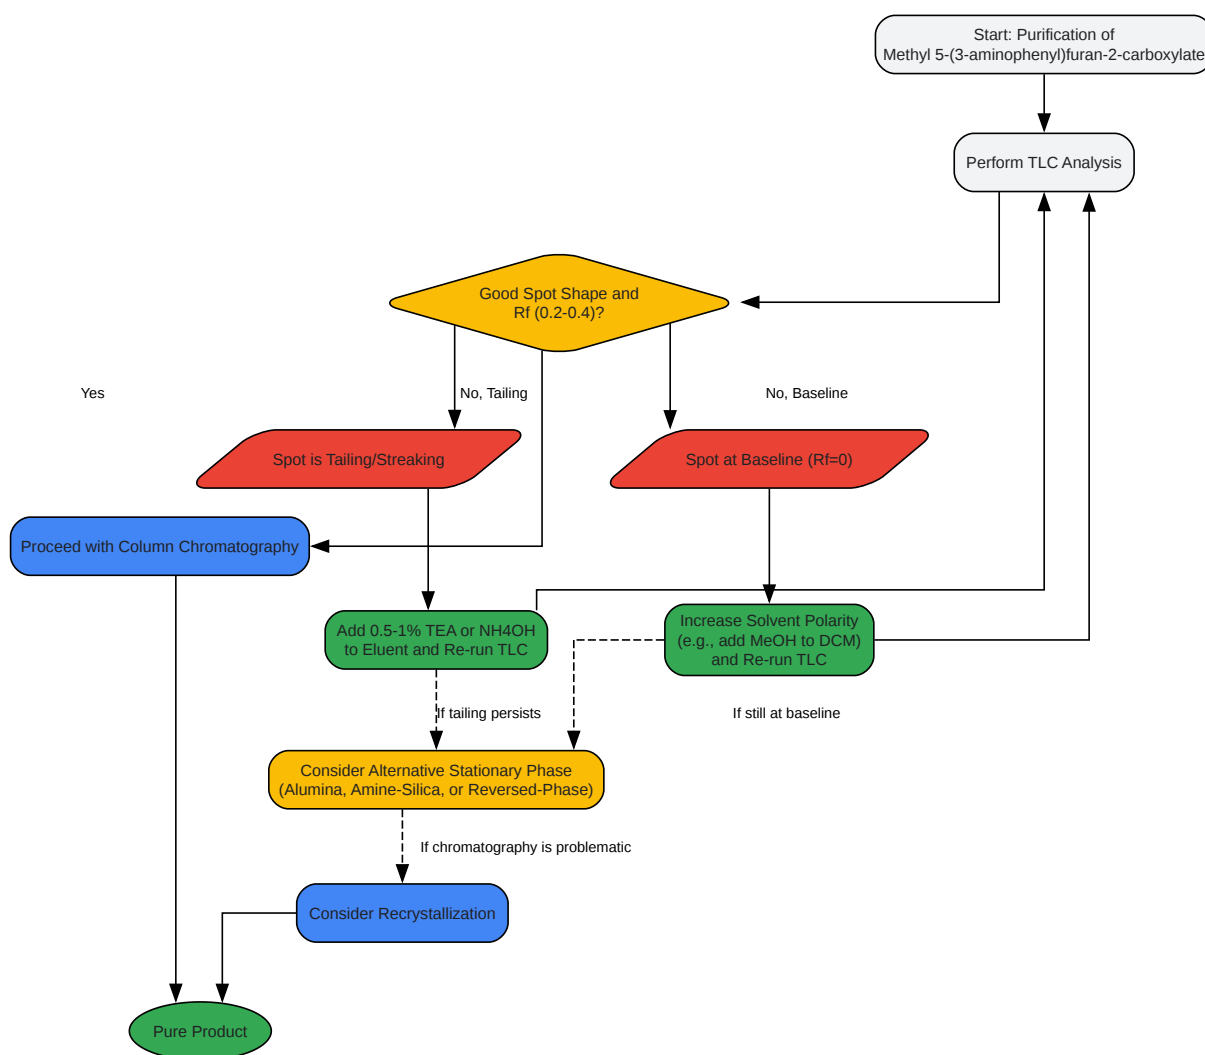 Start: Purification of
Methyl 5-(3-aminophenyl)furan-2-carboxylate
Perform TLC Analysis
Good Spot Shape and
Rf (0.2-0.4)?
Yes
No, Tailing
No, Baseline
Spot is Tailing/Streaking
Spot at Baseline (Rf=0)
Proceed with Column Chromatography
Add 0.5-1% TEA or NH4OH
to Eluent and Re-run TLC
Increase Solvent Polarity
(e.g., add MeOH to DCM)
and Re-run TLC
If tailing persists
If still at baseline
Consider Alternative Stationary Phase
(Alumina, Amine-Silica, or Reversed-Phase)
If chromatography is problematic
Consider Recrystallization
Pure Product